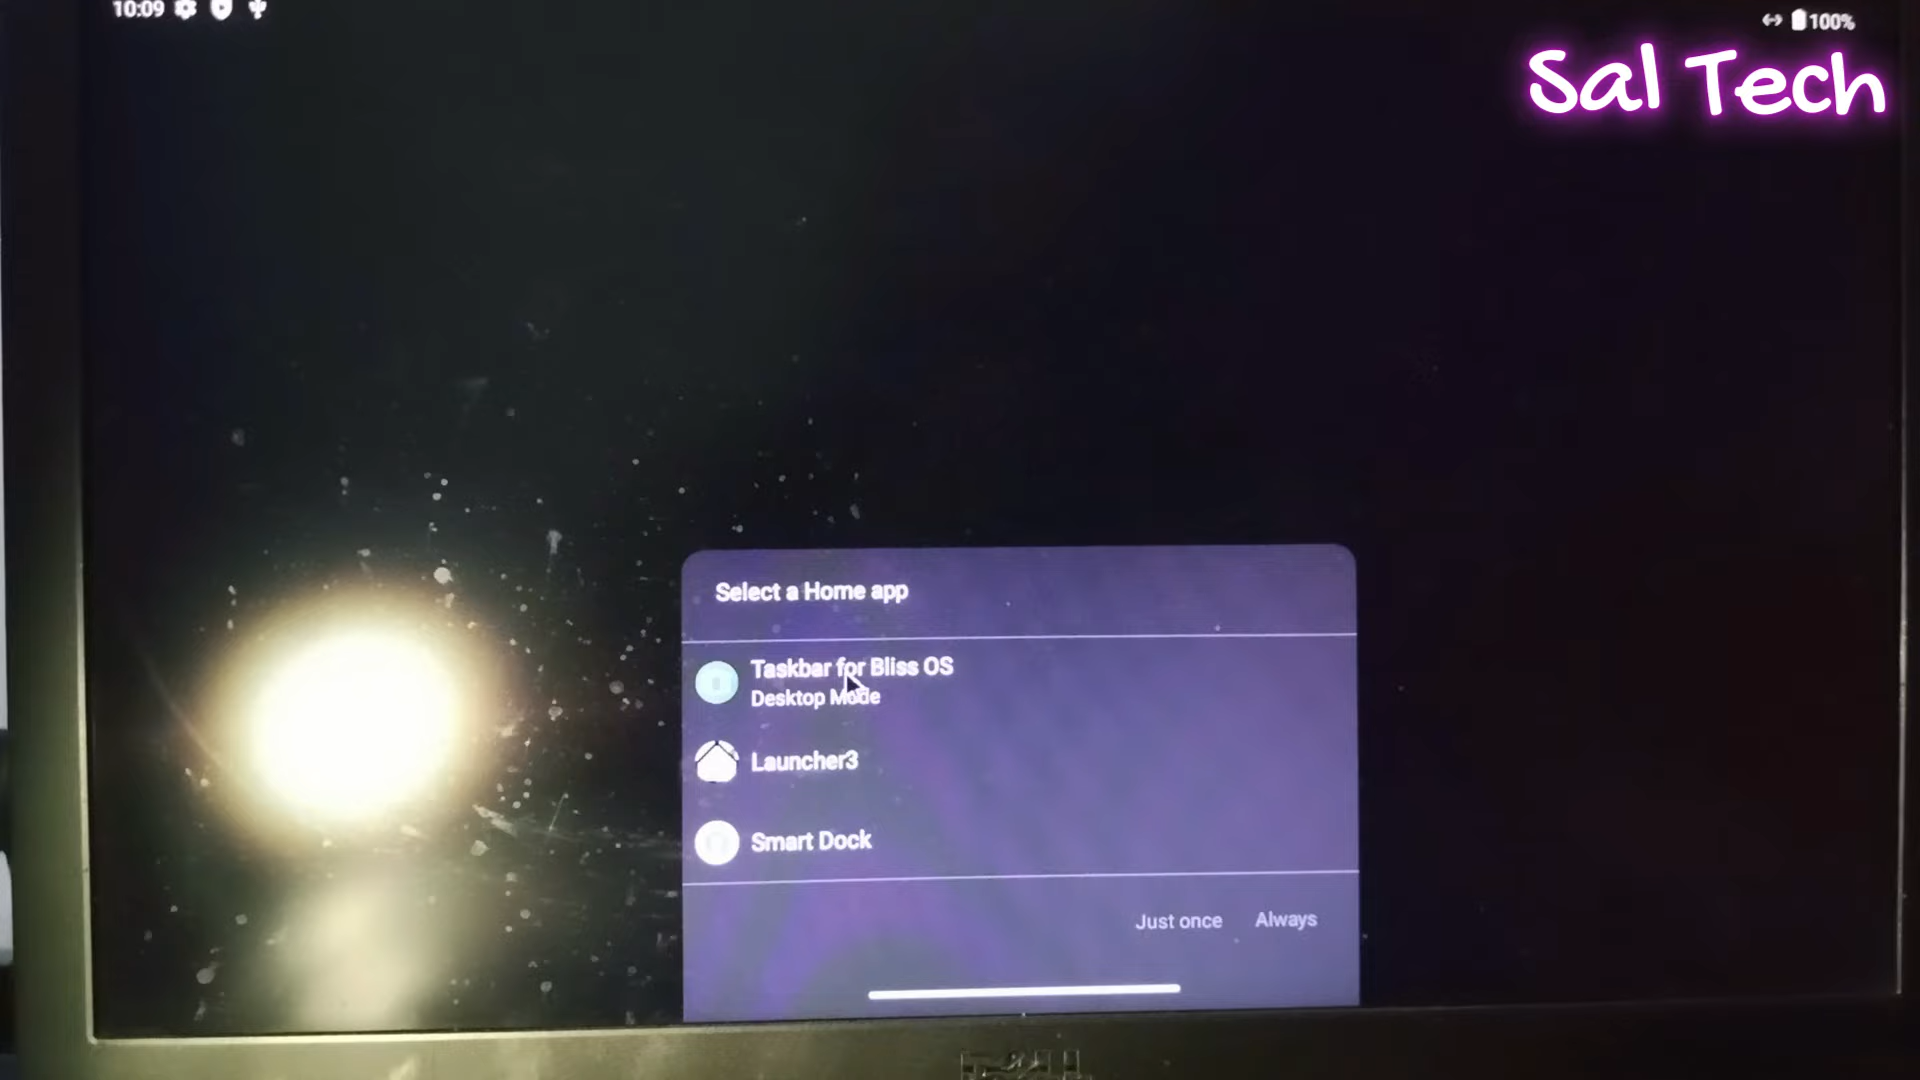 10:09
100%
Sal Tech
Select a Home app
Taskbar for Bliss OS
Desktop Mode
Launcher3
Smart Dock
Just once
Always